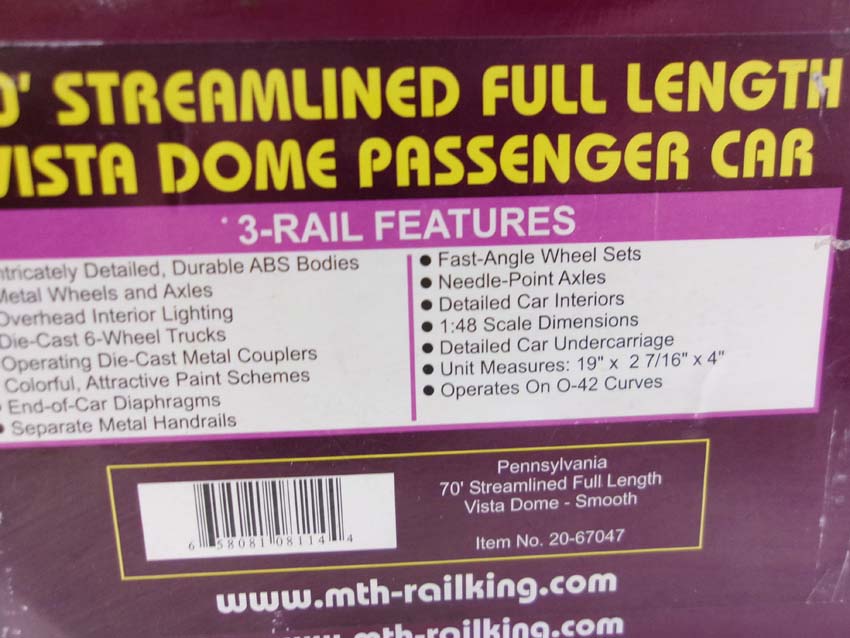 0' STREAMLINED FULL LENGTH
VISTA DOME PASSENGER CAR
3-RAIL FEATURES
ntricately Detailed, Durable ABS Bodies
Metal Wheels and Axles
Overhead Interior Lighting
Die-Cast 6-Wheel Trucks
Operating Die-Cast Metal Couplers
Colorful, Attractive Paint Schemes
● End-of-Car Diaphragms
● Separate Metal Handrails
● Fast-Angle Wheel Sets
● Needle-Point Axles
● Detailed Car Interiors
● 1:48 Scale Dimensions
● Detailed Car Undercarriage
● Unit Measures: 19" x 2 7/16" x 4"
● Operates On O-42 Curves
6 58081 08114 4
Pennsylvania
70' Streamlined Full Length
Vista Dome - Smooth
Item No. 20-67047
www.mth-railking.com
www.mth-railking.com